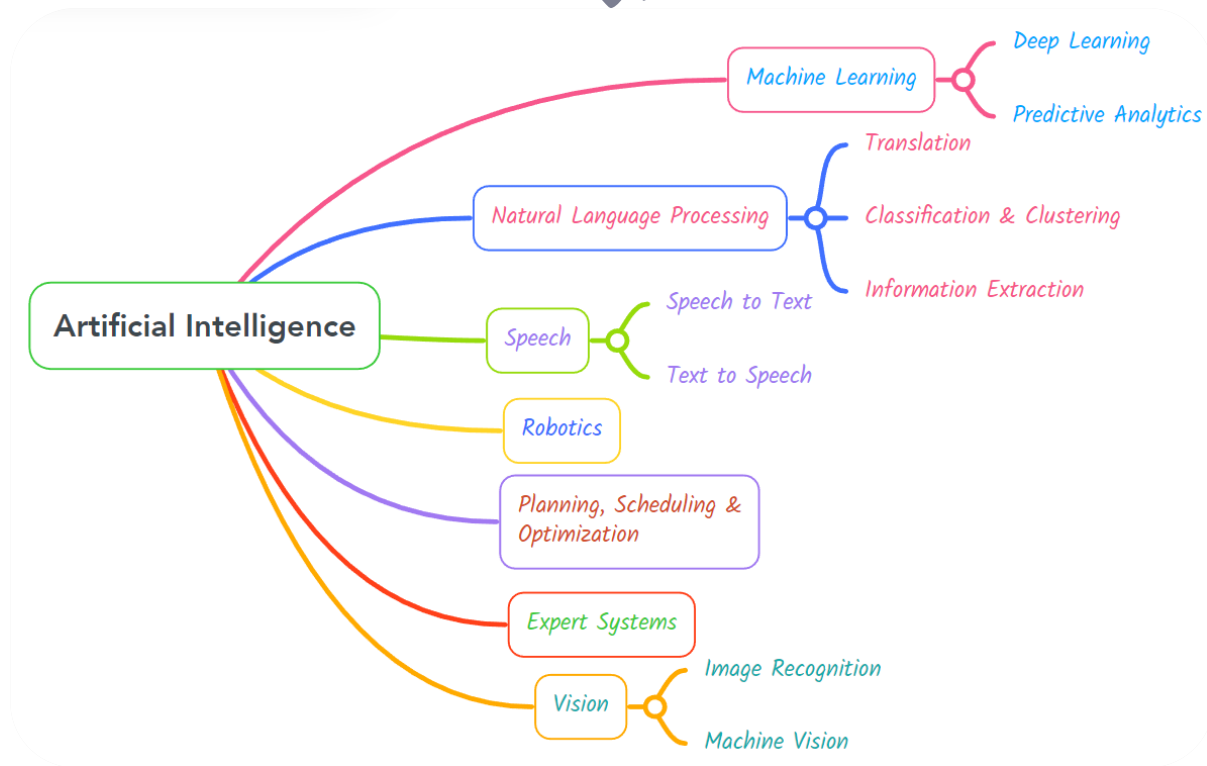 Artificial Intelligence
Machine Learning
Deep Learning
Predictive Analytics
Natural Language Processing
Translation
Classification & Clustering
Information Extraction
Speech
Speech to Text
Text to Speech
Robotics
Planning, Scheduling &
Optimization
Expert Systems
Vision
Image Recognition
Machine Vision